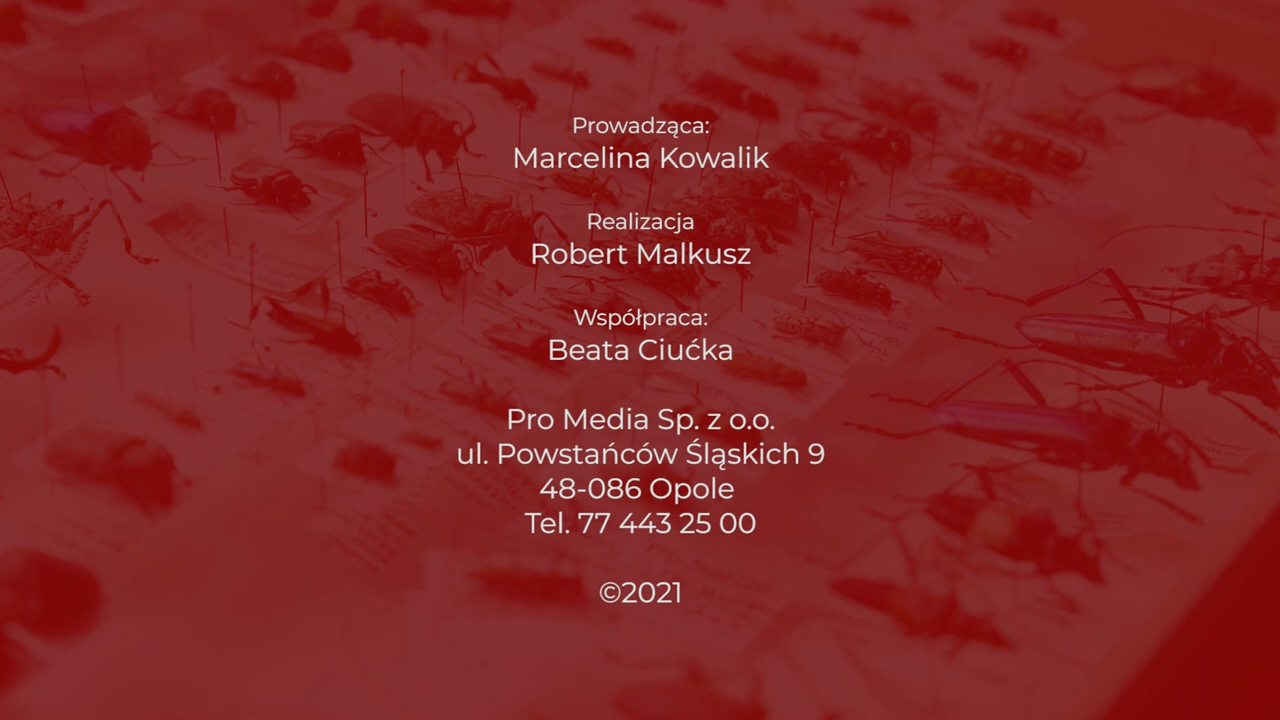 Prowadząca:
Marcelina Kowalik
Realizacja
Robert Malkusz
Współpraca:
Beata Ciućka
Pro Media Sp. z o.o.
ul. Powstańców Śląskich 9
48-086 Opole
Tel. 77 443 25 00
©2021